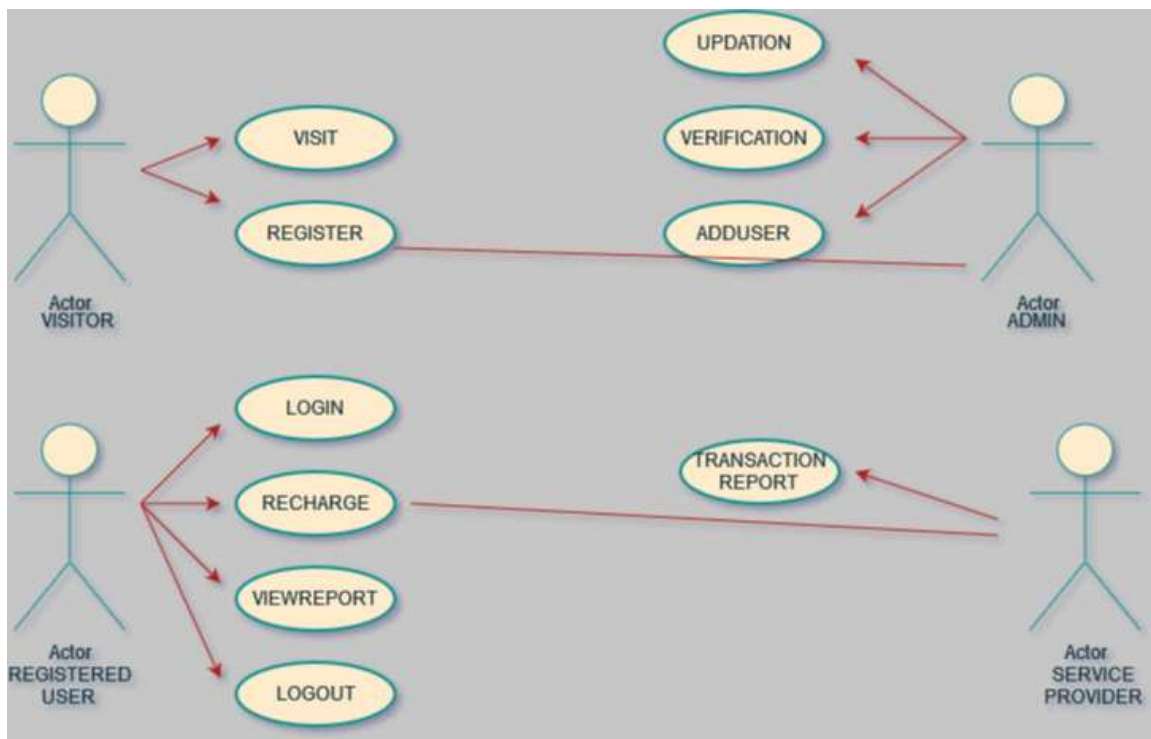 UPDATION
VISIT
VERIFICATION
REGISTER
ADDUSER
Actor
VISITOR
Actor
ADMIN
LOGIN
TRANSACTION
REPORT
RECHARGE
VIEWREPORT
LOGOUT
Actor
REGISTERED
USER
Actor
SERVICE
PROVIDER